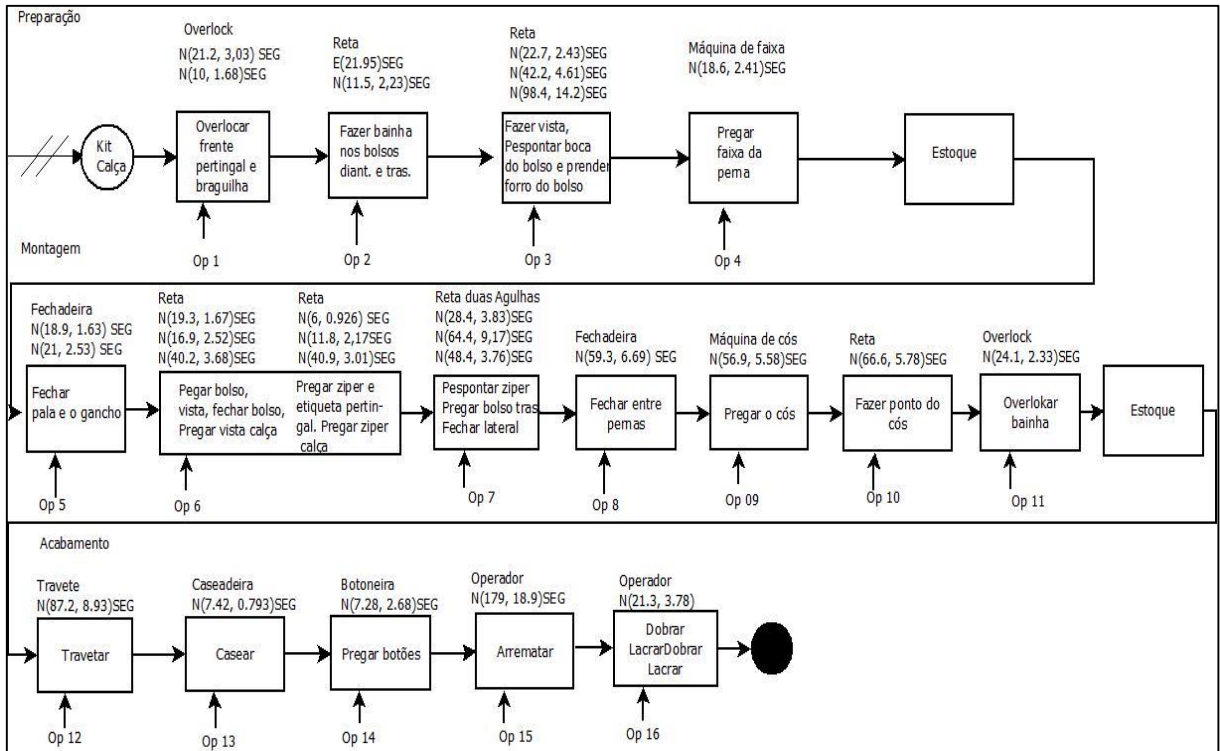 Preparação
Overlock
N(21.2, 3,03) SEG
N(10, 1.68)SEG
Reta
E(21.95)SEG
N(11.5, 2,23)SEG
Reta
N(22.7, 2.43)SEG
N(42.2, 4.61)SEG
N(98.4, 14.2)SEG
Máquina de faixa
N(18.6, 2.41)SEG
Kit
Calça
Overlocar
frente
pertingal e
braguilha
Fazer bainha
nos bolsos
diant. e tras.
Fazer vista,
Pespontar boca
do bolso e prender
forro do bolso
Pregar
faixa da
perna
Estoque
Op 1
Op 2
Op 3
Op 4
Montagem
Fechadeira
N(18.9, 1.63) SEG
N(21, 2.53) SEG
Reta
N(19.3, 1.67)SEG
N(16.9, 2.52)SEG
N(40.2, 3.68)SEG
Reta
N(6, 0.926) SEG
N(11.8, 2,17SEG
N(40.9, 3.01)SEG
Reta duas Agulhas
N(28.4, 3.83)SEG
N(64.4, 9,17)SEG
N(48.4, 3.76)SEG
Fechadeira
N(59.3, 6.69) SEG
Máquina de cós
N(56.9, 5.58)SEG
Reta
N(66.6, 5.78)SEG
Overlock
N(24.1, 2.33)SEG
Fechar
pala e o gancho
Pegar bolso,
vista, fechar bolso,
Pregar vista calça
Pregar ziper e
etiqueta pertin-
gal. Pregar ziper
calça
Pespontar ziper
Pregar bolso tras
Fechar lateral
Fechar entre
pernas
Pregar o cós
Fazer ponto do
cós
Overlokar
bainha
Estoque
Op 5
Op 6
Op 7
Op 8
Op 09
Op 10
Op 11
Acabamento
Travete
N(87.2, 8.93)SEG
Caseadeira
N(7.42, 0.793)SEG
Botoneira
N(7.28, 2.68)SEG
Operador
N(179, 18.9)SEG
Operador
N(21.3, 3.78)
Travetar
Casear
Pregar botões
Arrematar
Dobrar
LacrarDobrar
Lacrar
Op 12
Op 13
Op 14
Op 15
Op 16